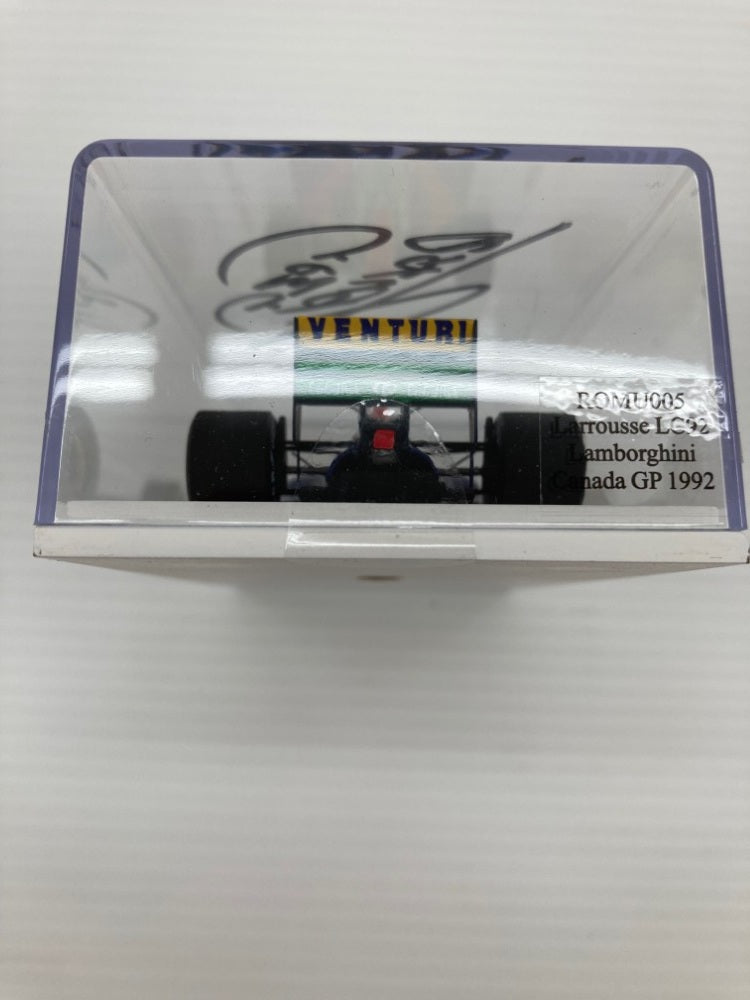 VENTURI
ROMU005
Larrousse LC92
Lamborghini
Canada GP 1992